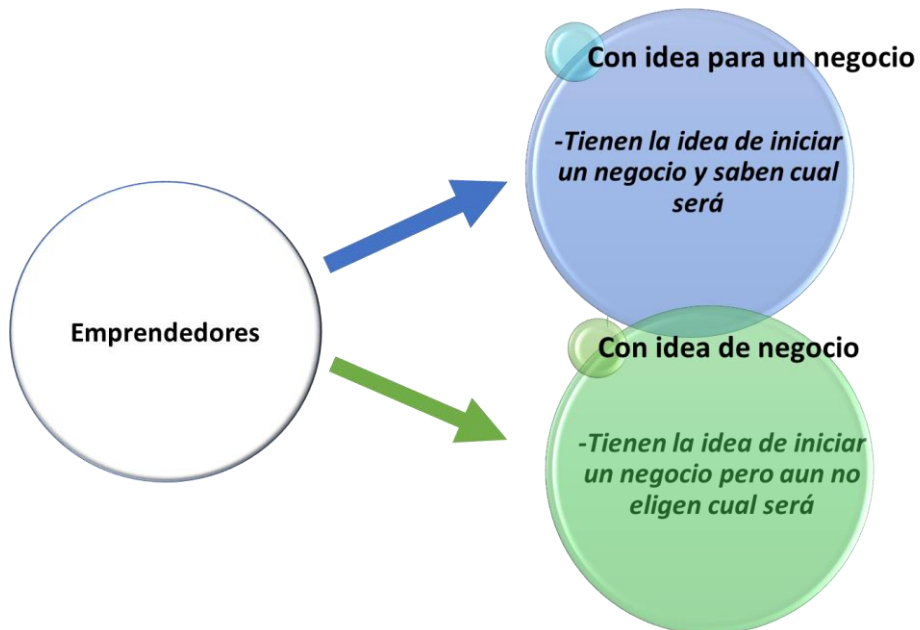 Con idea para un negocio
-Tienen la idea de iniciar
un negocio y saben cual
será
Emprendedores
Con idea de negocio
-Tienen la idea de iniciar
un negocio pero aun no
eligen cual será